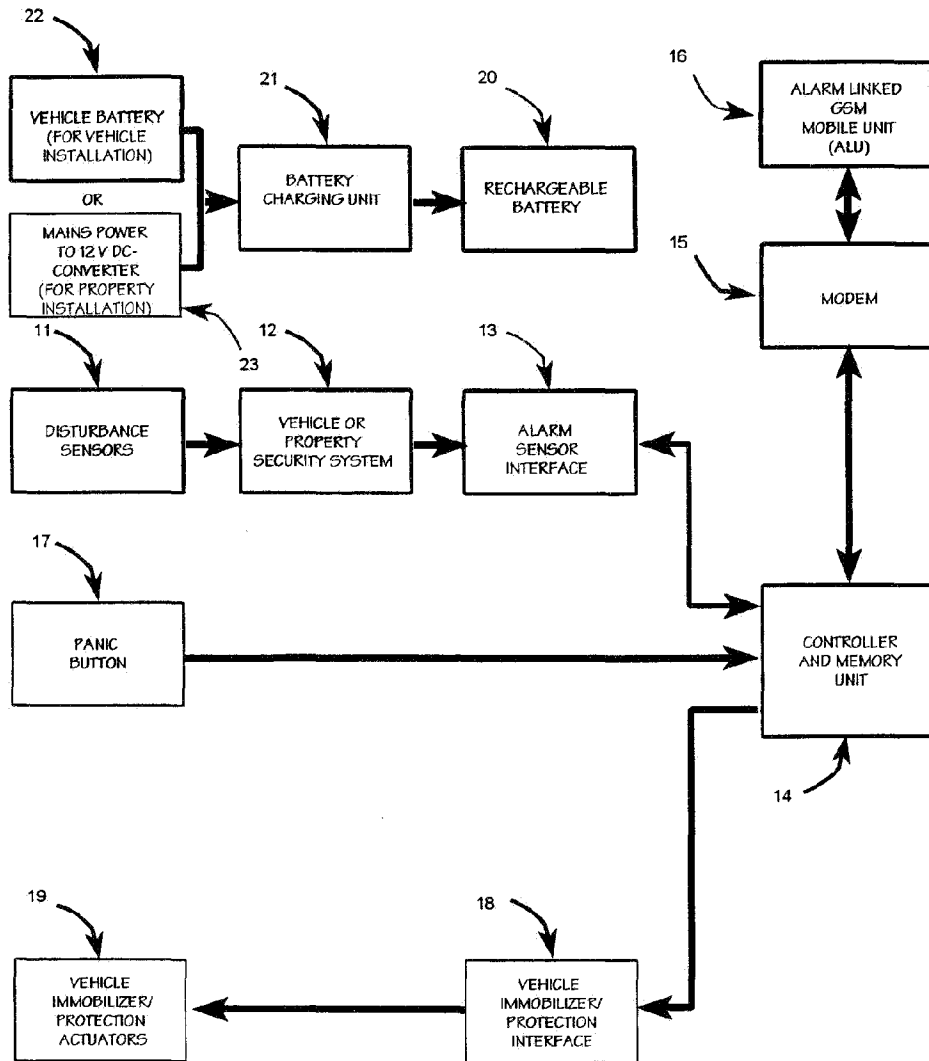 22
VEHICLE BATTERY
(FOR VEHICLE
INSTALLATION)
OR
MAINS POWER
TO 12 V DC-
CONVERTER
(FOR PROPERTY
INSTALLATION)
23
21
BATTERY
CHARGING UNIT
20
RECHARGEABLE
BATTERY
16
ALARM LINKED
GSM
MOBILE UNIT
(ALU)
15
MODEM
11
DISTURBANCE
SENSORS
12
VEHICLE OR
PROPERTY
SECURITY SYSTEM
13
ALARM
SENSOR
INTERFACE
17
PANIC
BUTTON
CONTROLLER
AND MEMORY
UNIT
14
19
VEHICLE
IMMOBILIZER/
PROTECTION
ACTUATORS
18
VEHICLE
IMMOBILIZER/
PROTECTION
INTERFACE